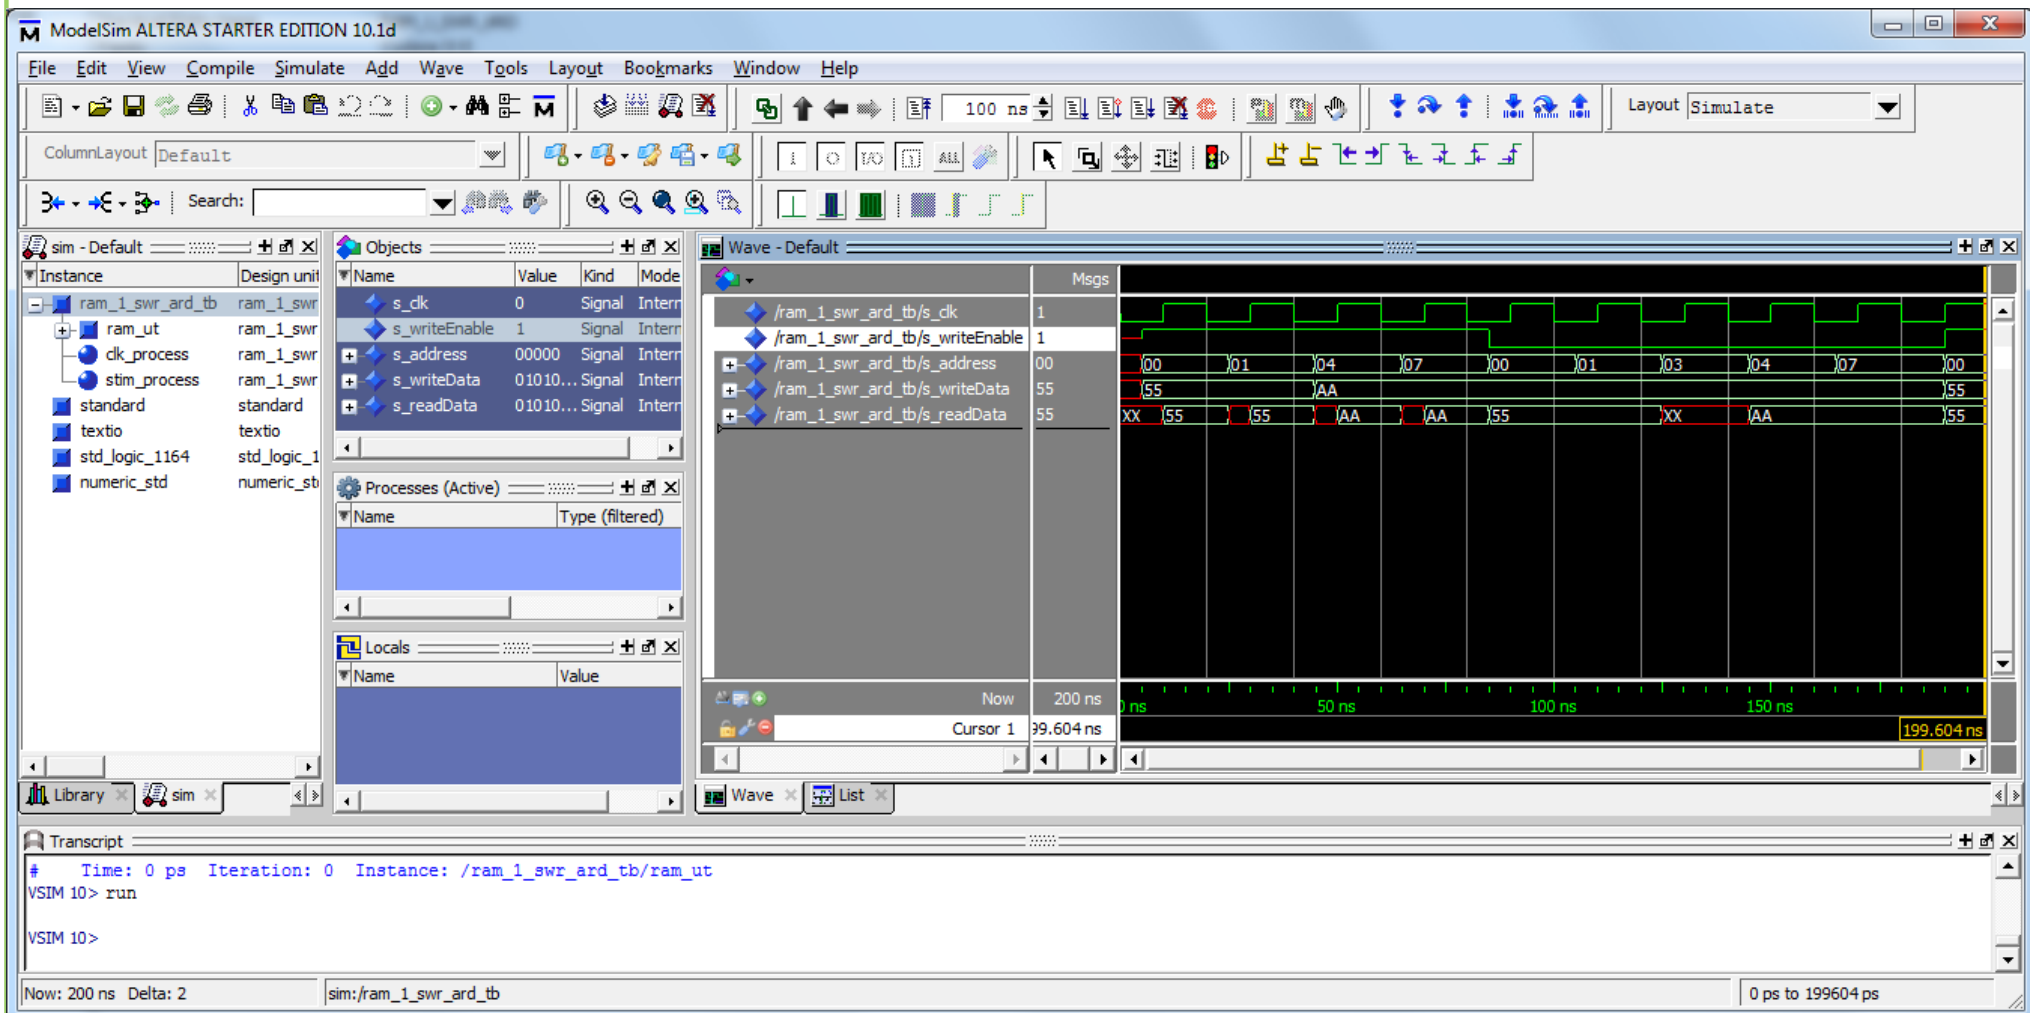 ModelSim ALTERA STARTER EDITION 10.1d
File Edit View Compile Simulate Add Wave Tools Layout Bookmarks Window Help
100 ns Layout Simulate
ColumnLayout Default ALL
Search:
sim - Default
Instance Design unit
ram_1_swr_ard_tb ram_1_swr
ram_ut ram_1_swr
clk_process ram_1_swr
stim_process ram_1_swr
standard standard
textio textio
std_logic_1164 std_logic_1
numeric_std numeric_st
Library sim
Objects
Name Value Kind Mode
s_clk 0 Signal Intern
s_writeEnable 1 Signal Intern
s_address 00000 Signal Intern
s_writeData 01010... Signal Intern
s_readData 01010... Signal Intern
Processes (Active)
Name Type (filtered)
Locals
Name Value
Wave - Default
Msgs
/ram_1_swr_ard_tb/s_clk 1
/ram_1_swr_ard_tb/s_writeEnable 1
/ram_1_swr_ard_tb/s_address 00 00 01 04 07 00 01 03 04 07 00
/ram_1_swr_ard_tb/s_writeData 55 55 AA 55
/ram_1_swr_ard_tb/s_readData 55 XX 55 55 AA AA 55 XX AA 55
Now 200 ns ns 50 ns 100 ns 150 ns
Cursor 1 99.604 ns 199.604 ns
Wave List
Transcript
# Time: 0 ps Iteration: 0 Instance: /ram_1_swr_ard_tb/ram_ut
VSIM 10> run
VSIM 10>
Now: 200 ns Delta: 2 sim:/ram_1_swr_ard_tb 0 ps to 199604 ps